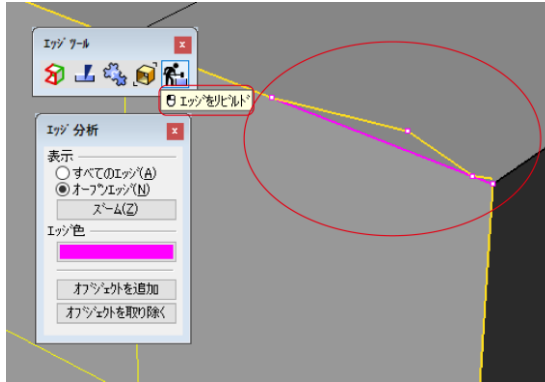 ｴｯｼﾞ ﾂｰﾙ
ｴｯｼﾞをﾘﾋﾞﾙﾄﾞ
ｴｯｼﾞ 分析
表示
すべてのｴｯｼﾞ(A)
ｵｰﾌﾟﾝｴｯｼﾞ(N)
ｽﾞｰﾑ(Z)
ｴｯｼﾞ色
ｵﾌﾞｼﾞｪｸﾄを追加
ｵﾌﾞｼﾞｪｸﾄを取り除く